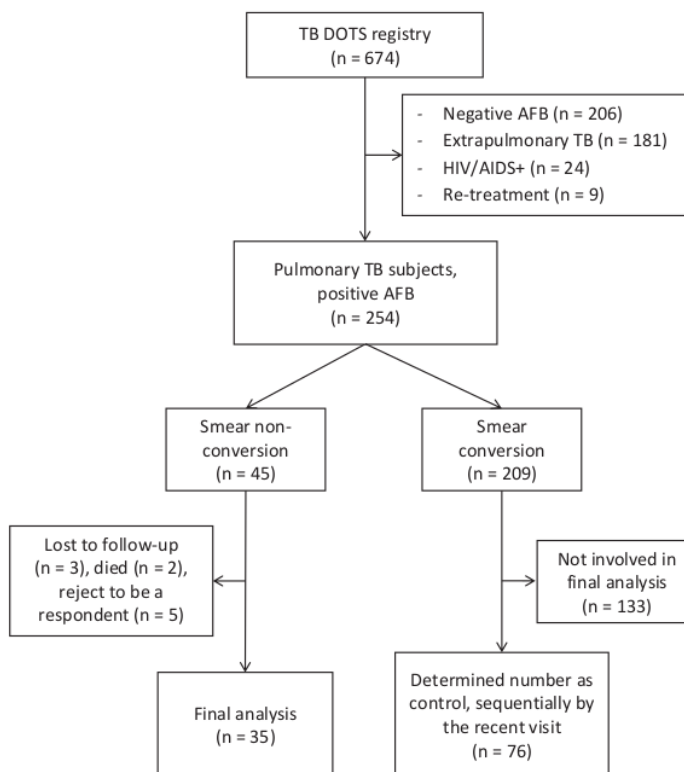 TB DOTS registry
(n = 674)
- Negative AFB (n = 206)
- Extrapulmonary TB (n = 181)
- HIV/AIDS+ (n = 24)
- Re-treatment (n = 9)
Pulmonary TB subjects,
positive AFB
(n = 254)
Smear non-
conversion
(n = 45)
Smear
conversion
(n = 209)
Lost to follow-up
(n = 3), died (n = 2),
reject to be a
respondent (n = 5)
Not involved in
final analysis
(n = 133)
Final analysis
(n = 35)
Determined number as
control, sequentially by
the recent visit
(n = 76)